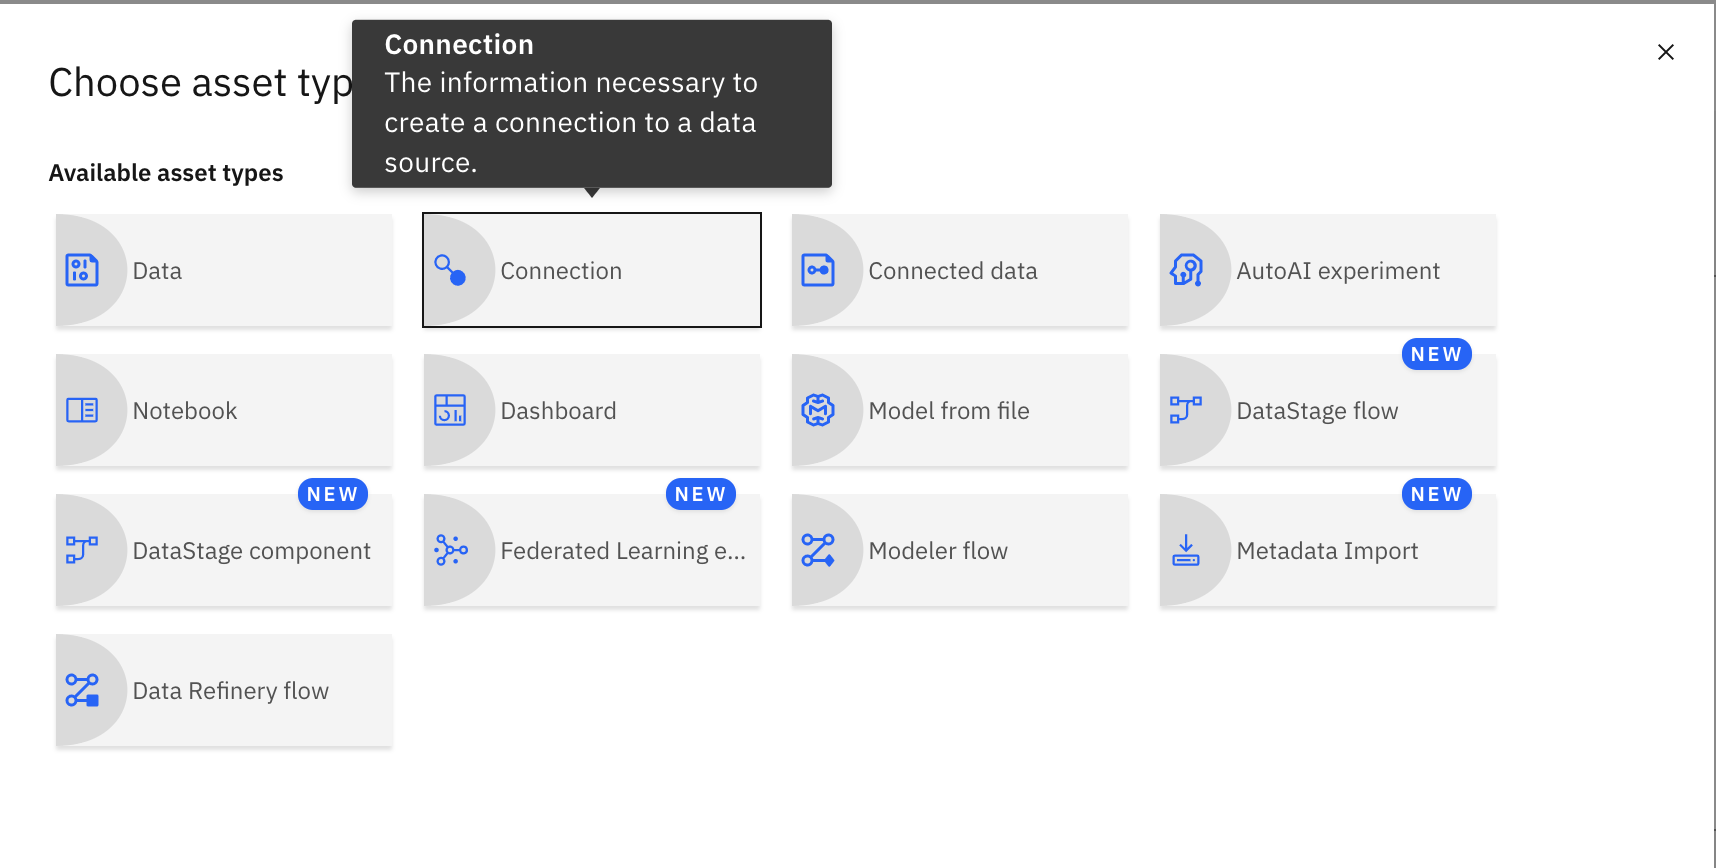 Connection
The information necessary to
create a connection to a data
source.
Choose asset typ
Available asset types
Data
Connection
Connected data
AutoAI experiment
Notebook
Dashboard
Model from file
NEW
DataStage flow
NEW
DataStage component
NEW
Federated Learning e...
Modeler flow
NEW
Metadata Import
Data Refinery flow